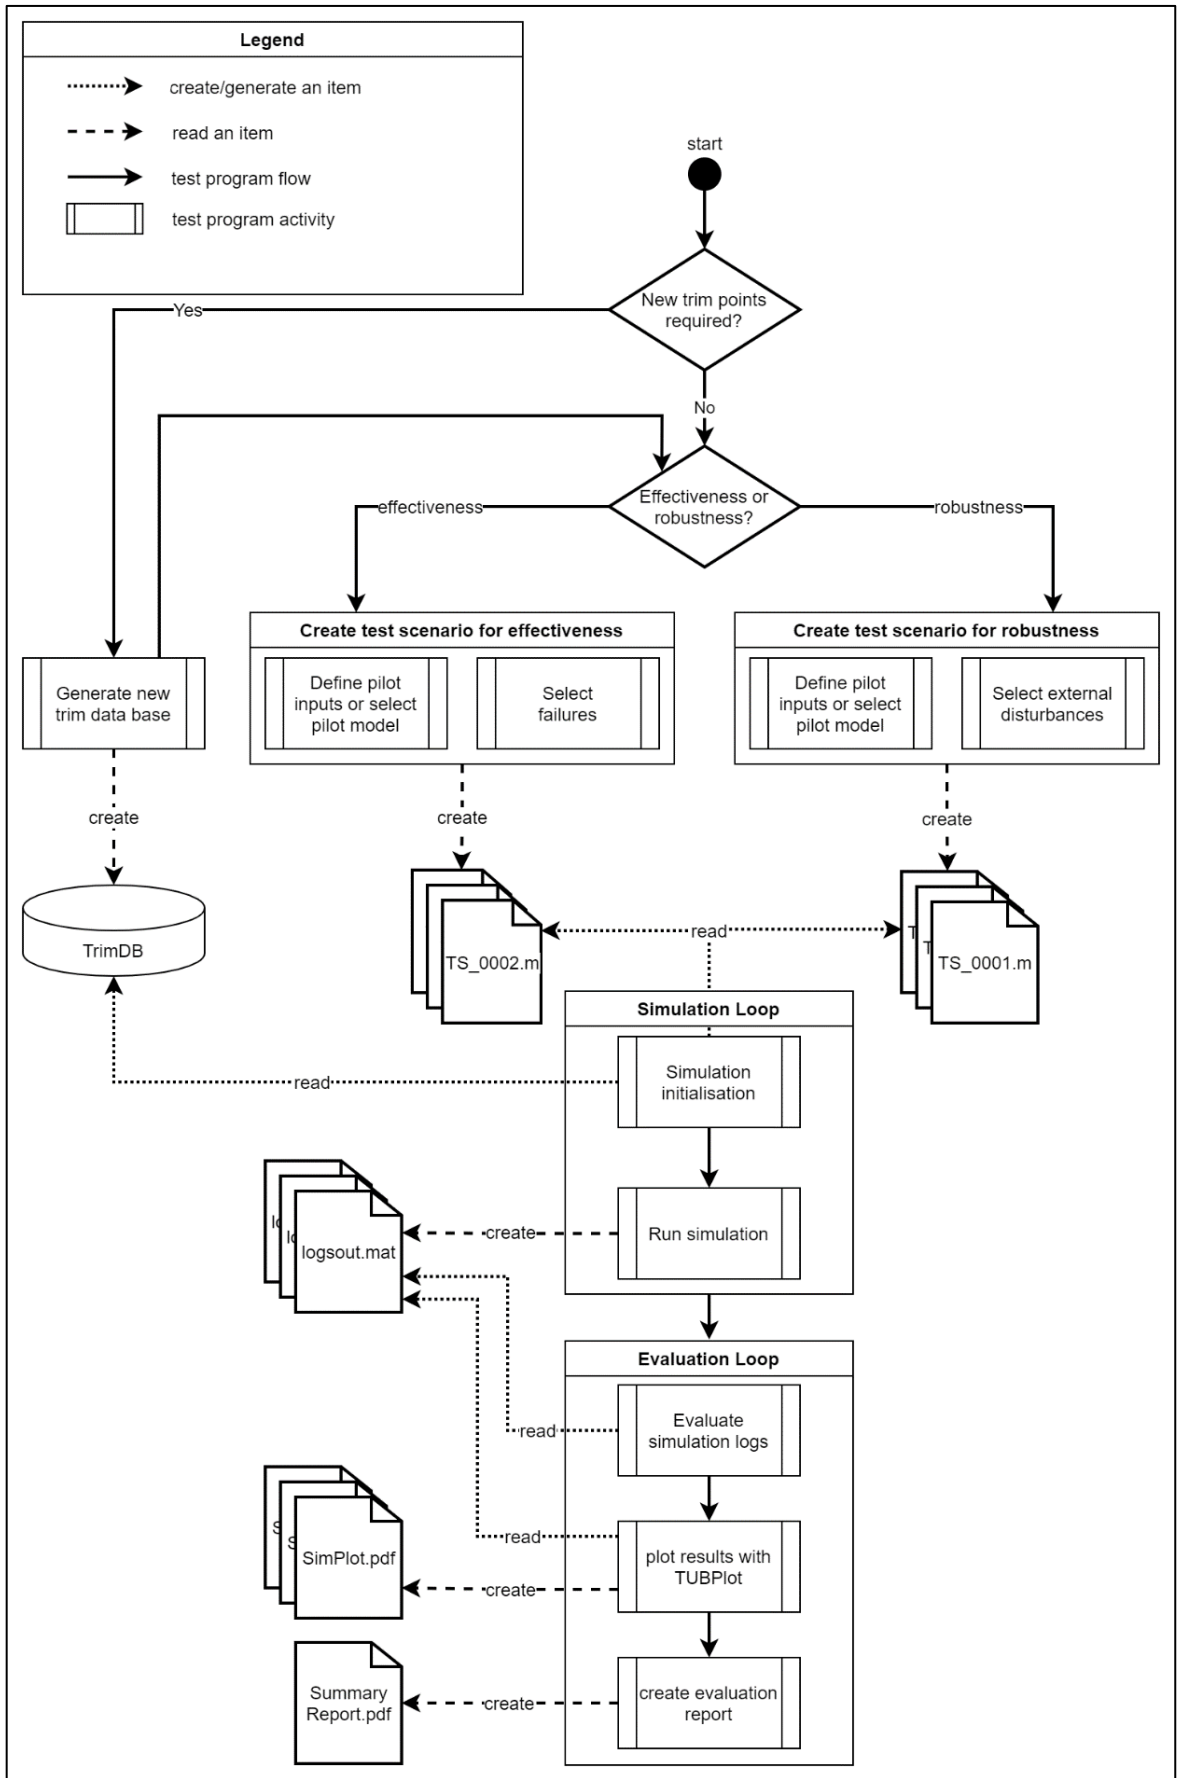 Legend
create/generate an item
read an item
test program flow
test program activity
start
New trim points
required?
Yes
No
Effectiveness or
robustness?
effectiveness
robustness
Create test scenario for effectiveness
Define pilot
inputs or select
pilot model
Select
failures
Create test scenario for robustness
Define pilot
inputs or select
pilot model
Select external
disturbances
Generate new
trim data base
create
create
create
TrimDB
TS_0002.m
read
T
T
TS_0001.m
Simulation Loop
Simulation
initialisation
read
Run simulation
create
lo
lo
logsout.mat
Evaluation Loop
Evaluate
simulation logs
read
plot results with
TUBPlot
read
create
S
S
SimPlot.pdf
create evaluation
report
create
Summary
Report.pdf